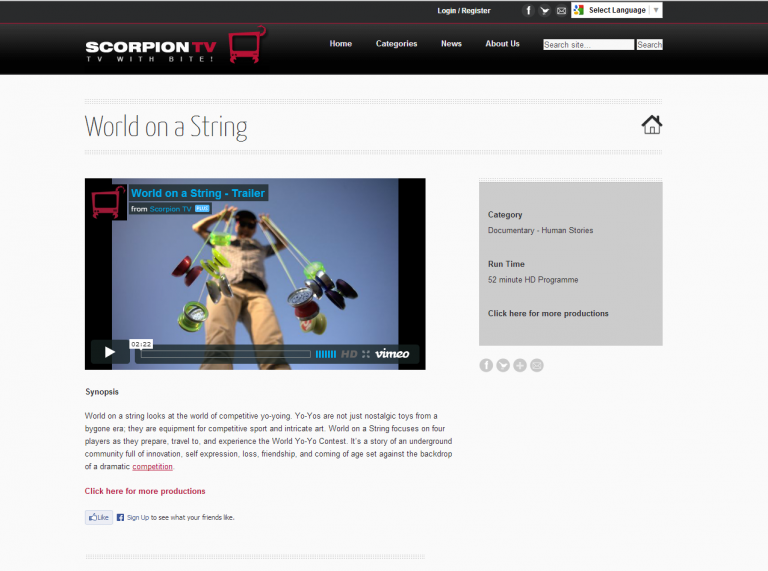 Login / Register
Select Language
SCORPION TV
TV WITH BITE!
Home
Categories
News
About Us
Search site...
Search
World on a String
World on a String - Trailer
from Scorpion TV PLUS
02:22
HD
vimeo
Category
Documentary - Human Stories
Run Time
52 minute HD Programme
Click here for more productions
Synopsis
World on a string looks at the world of competitive yo-yoing. Yo-Yos are not just nostalgic toys from a
bygone era; they are equipment for competitive sport and intricate art. World on a String focuses on four
players as they prepare, travel to, and experience the World Yo-Yo Contest. It's a story of an underground
community full of innovation, self expression, loss, friendship, and coming of age set against the backdrop
of a dramatic competition.
Click here for more productions
Like
Sign Up to see what your friends like.